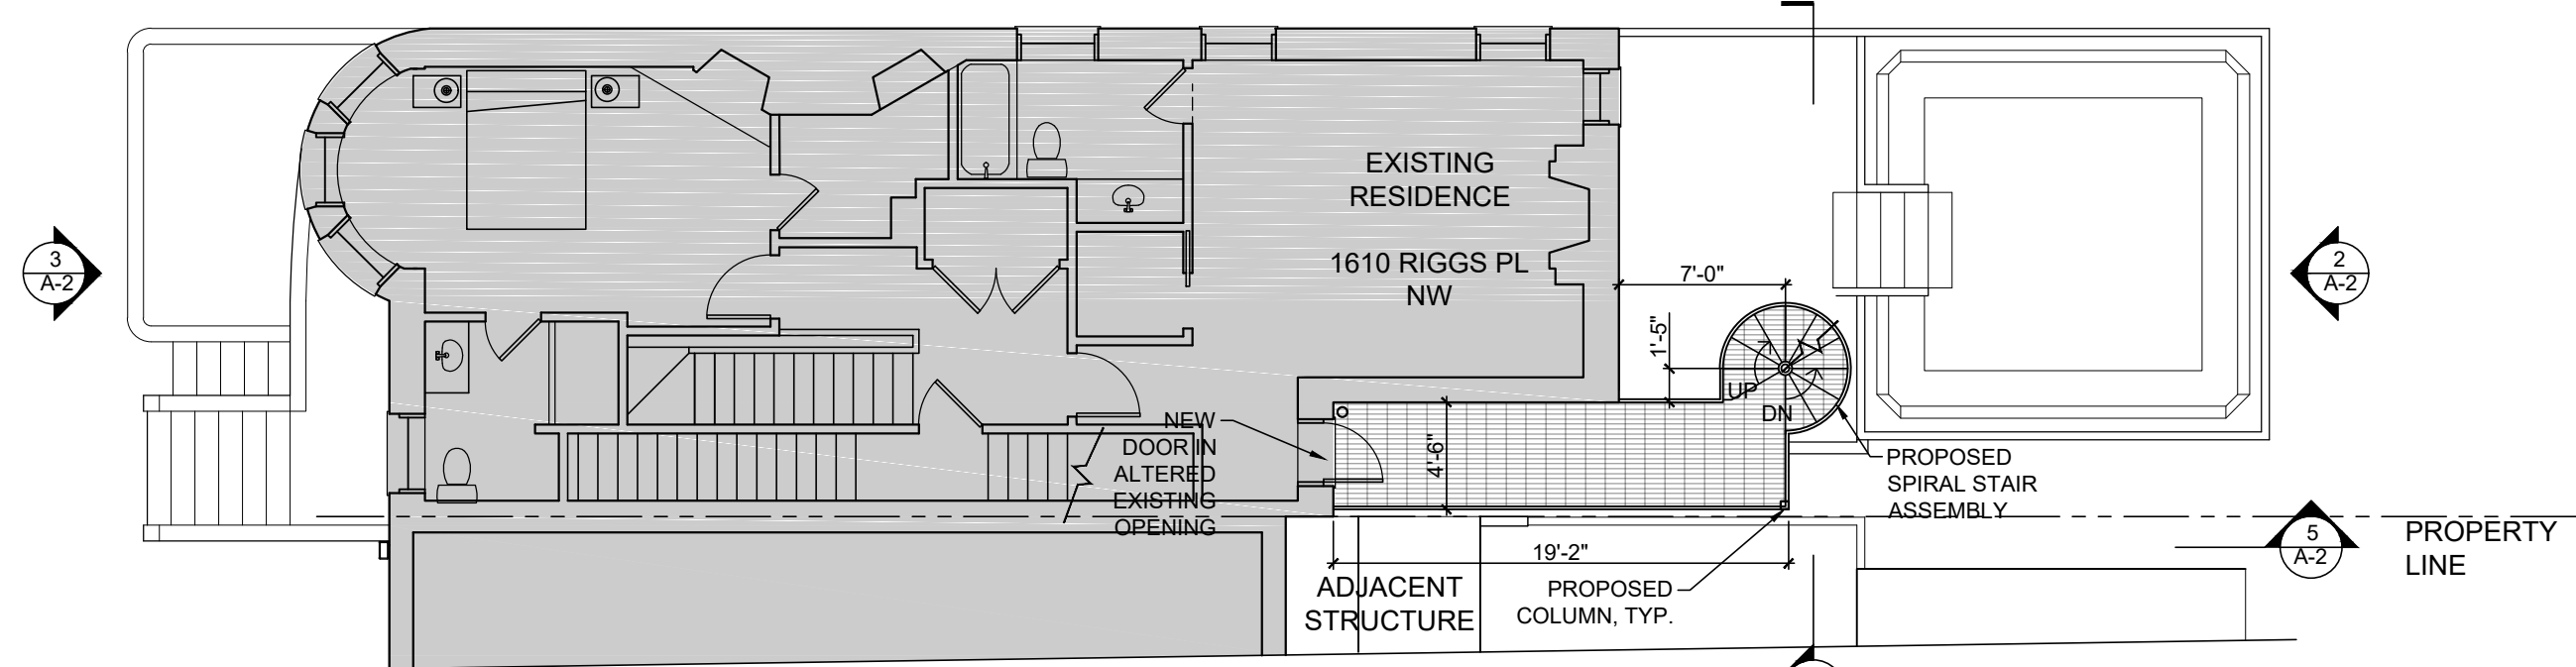 EXISTING
RESIDENCE
1610 RIGGS PL
NW
3
A-2
2
A-2
7'-0"
1'-5"
UP
DN
NEW
DOOR IN
ALTERED
EXISTING
OPENING
4'-6"
PROPOSED
SPIRAL STAIR
ASSEMBLY
19'-2"
ADJACENT
STRUCTURE
PROPOSED
COLUMN, TYP.
5
A-2
PROPERTY
LINE